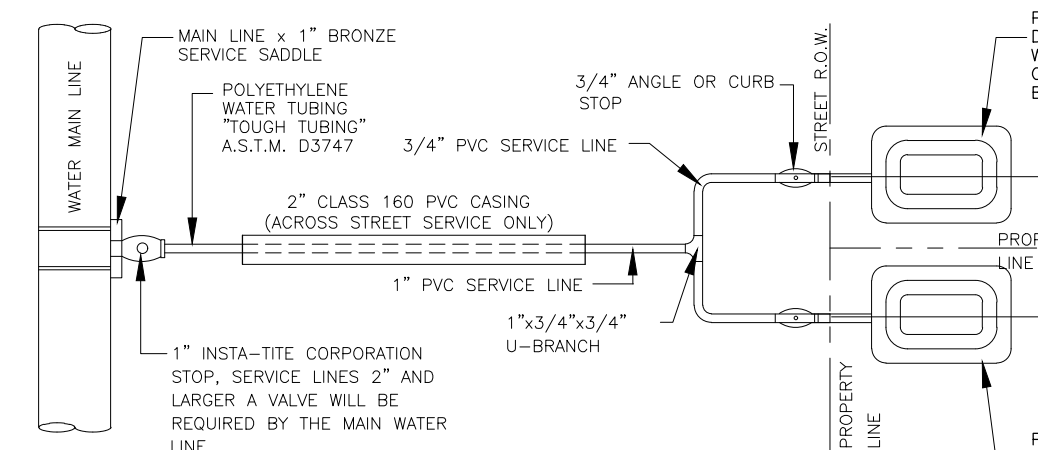 MAIN LINE x 1" BRONZE
SERVICE SADDLE
WATER MAIN LINE
POLYETHYLENE
WATER TUBING
"TOUGH TUBING"
A.S.T.M. D3747
3/4" ANGLE OR CURB
STOP
STREET R.O.W.
3/4" PVC SERVICE LINE
2" CLASS 160 PVC CASING
(ACROSS STREET SERVICE ONLY)
1" PVC SERVICE LINE
1"x3/4"x3/4"
U-BRANCH
LINE
1" INSTA-TITE CORPORATION
STOP, SERVICE LINES 2" AND
LARGER A VALVE WILL BE
REQUIRED BY THE MAIN WATER
LINE
PROPERTY
LINE